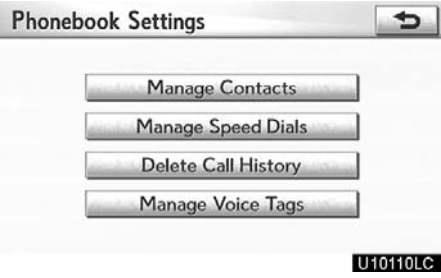 Phonebook Settings
Manage Contacts
Manage Speed Dials
Delete Call History
Manage Voice Tags
U10110LC